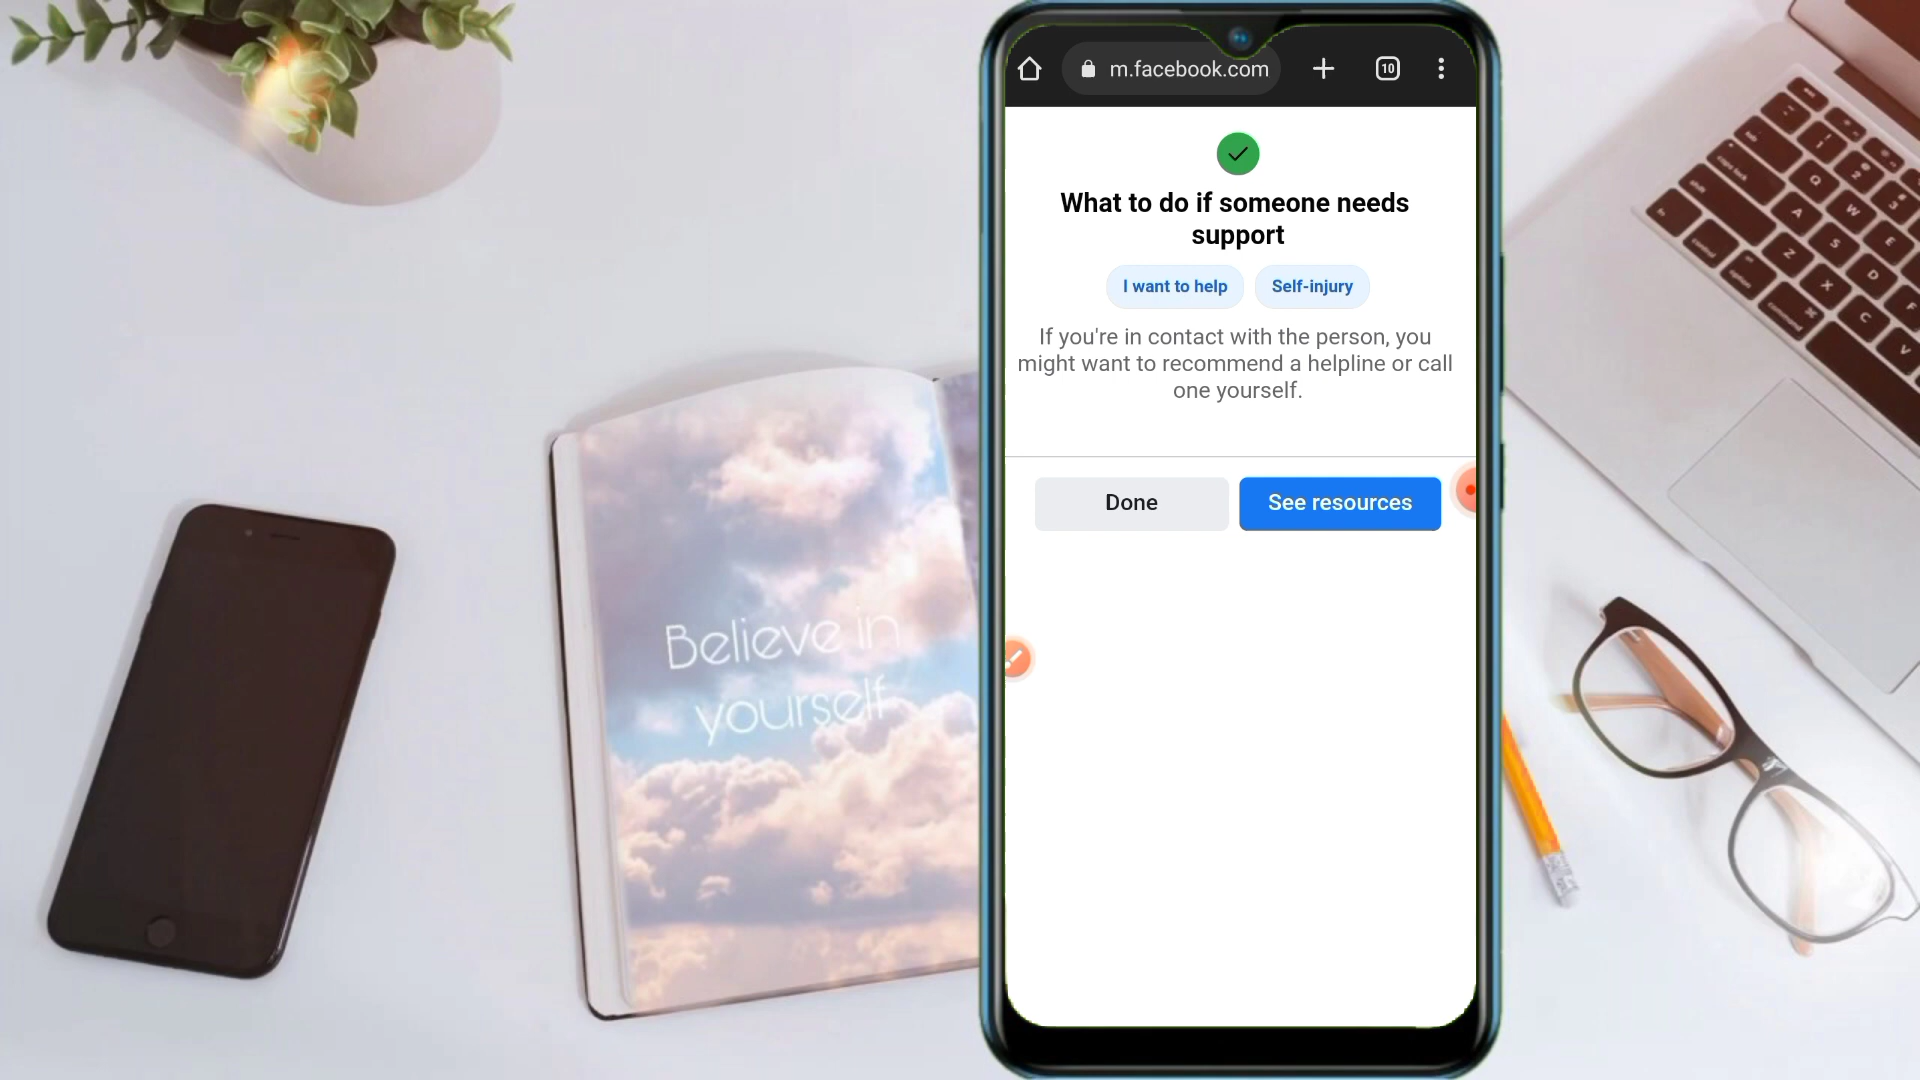 m.facebook.com
10
What to do if someone needs
support
I want to help
Self-injury
If you're in contact with the person, you
might want to recommend a helpline or call
one yourself.
Done
See resources
Believe in
yourself